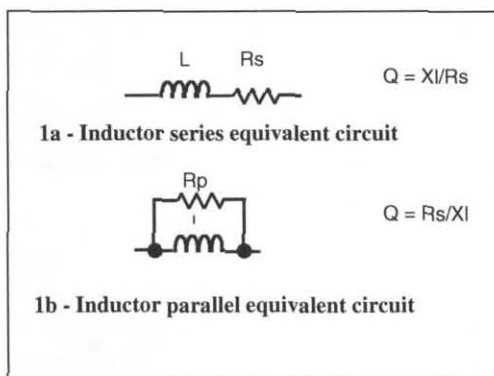 L Rs
Q = Xl/Rs
1a - Inductor series equivalent circuit
Rp
l
Q = Rs/Xl
1b - Inductor parallel equivalent circuit